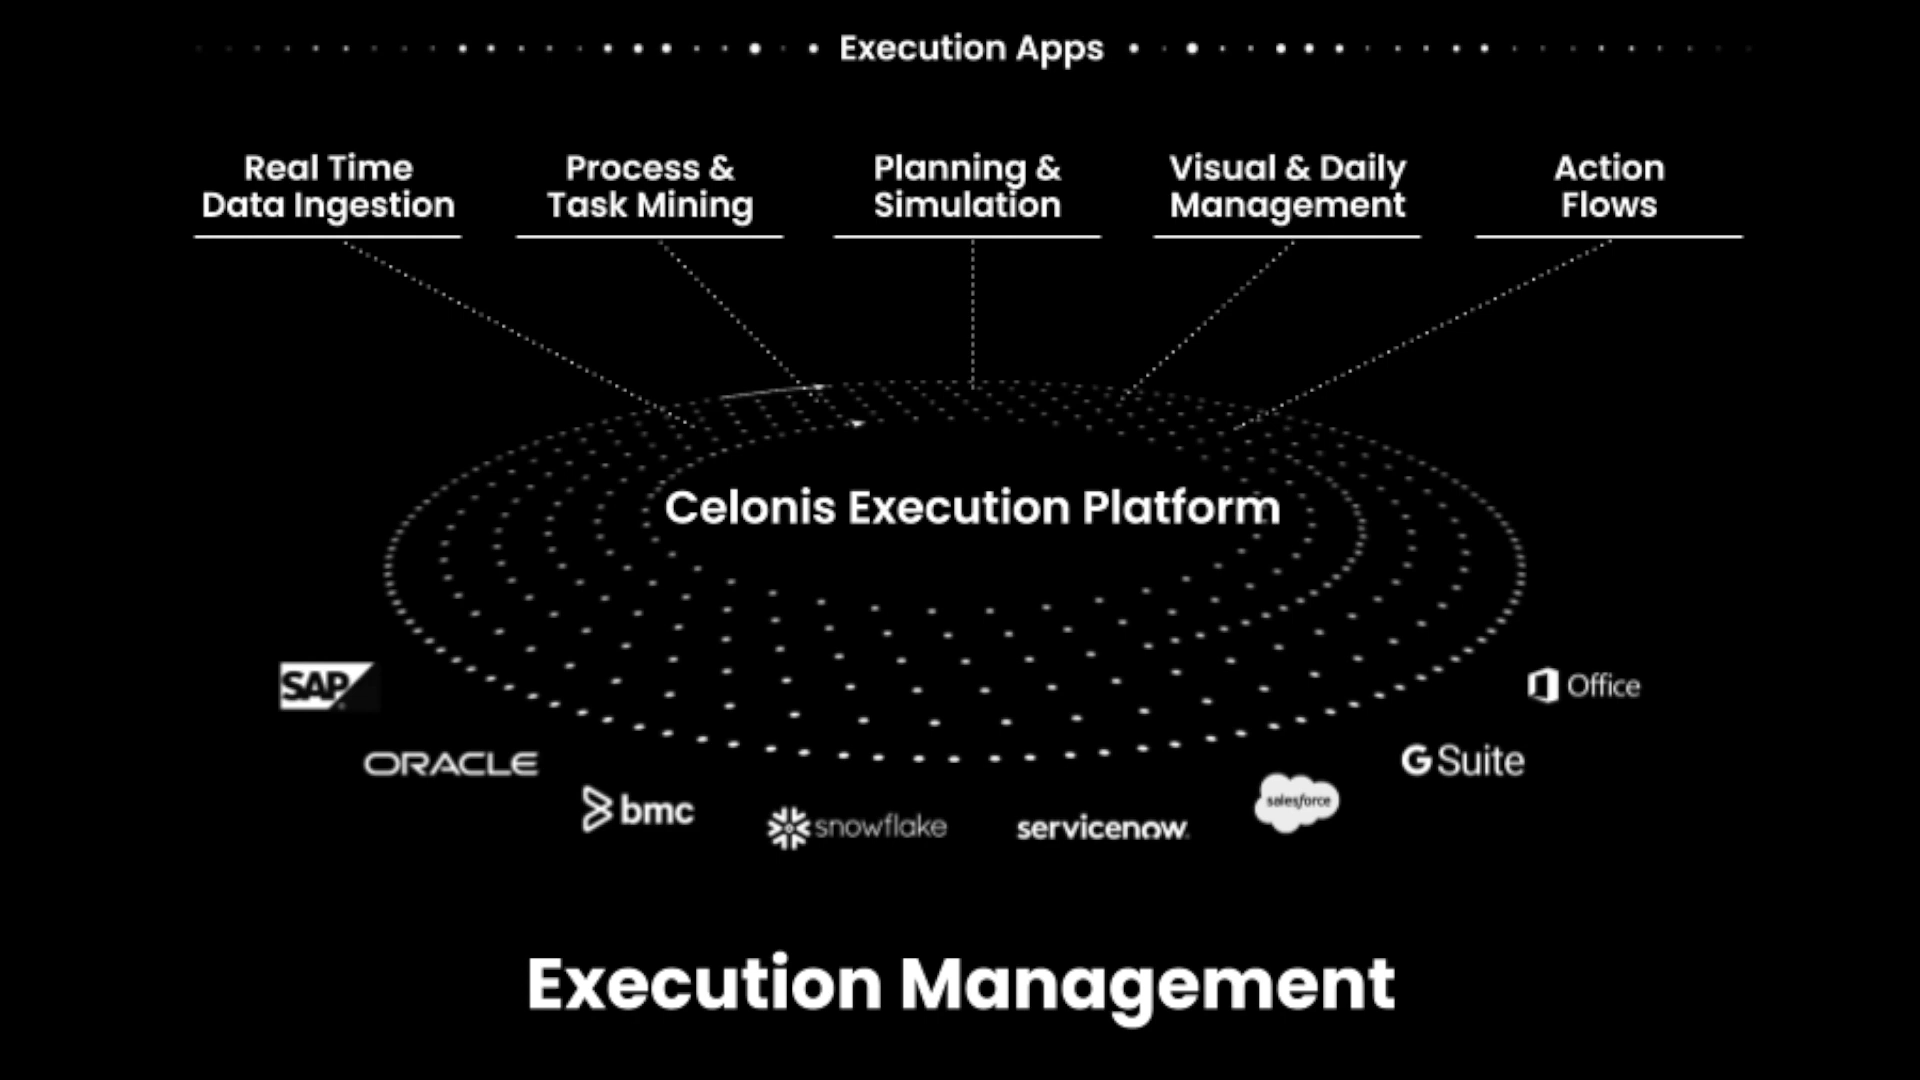 Execution Apps
Real Time
Data Ingestion
Process &
Task Mining
Planning &
Simulation
Visual & Daily
Management
Action
Flows
Celonis Execution Platform
SAP
ORACLE
bmc
snowflake
servicenow
salesforce
G Suite
Office
Execution Management